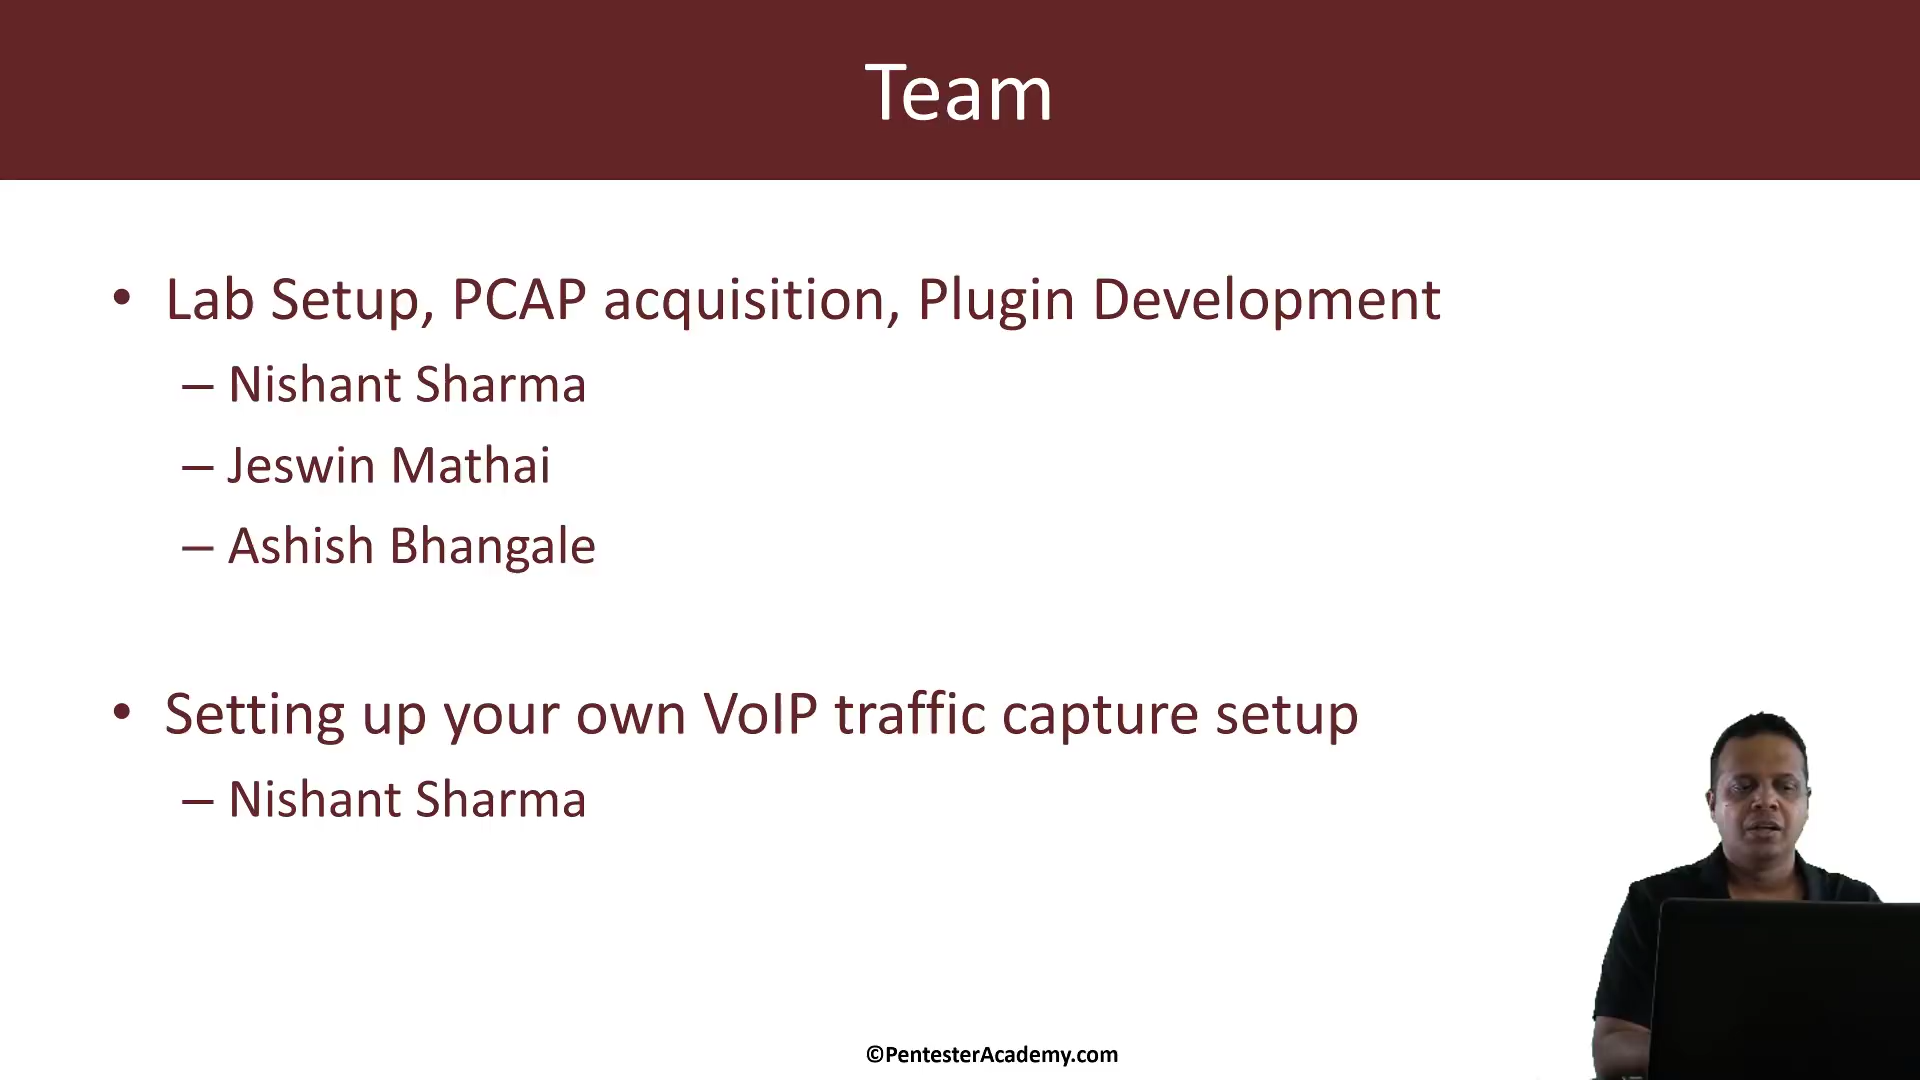 Team
• Lab Setup, PCAP acquisition, Plugin Development
– Nishant Sharma
– Jeswin Mathai
– Ashish Bhangale
• Setting up your own VoIP traffic capture setup
– Nishant Sharma
©PentesterAcademy.com